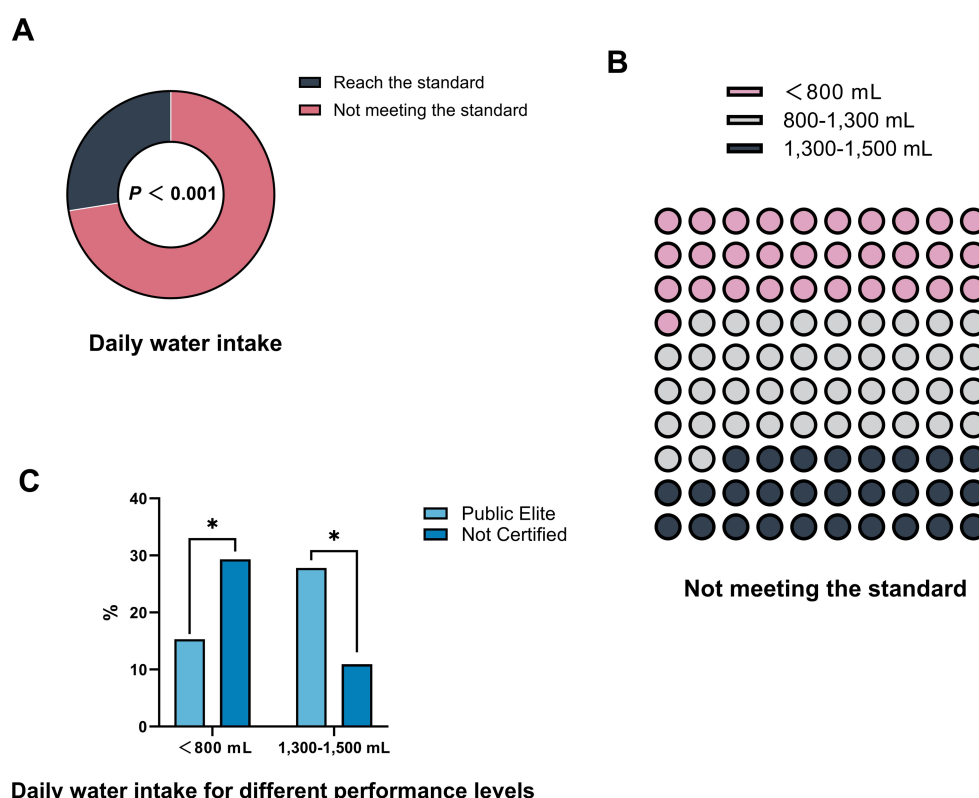 A
Reach the standard
Not meeting the standard
P < 0.001
Daily water intake
B
<800 mL
800-1,300 mL
1,300-1,500 mL
Not meeting the standard
C
Public Elite
Not Certified
40
30
20
10
0
%
*
*
<800 mL
1,300-1,500 mL
Daily water intake for different performance levels